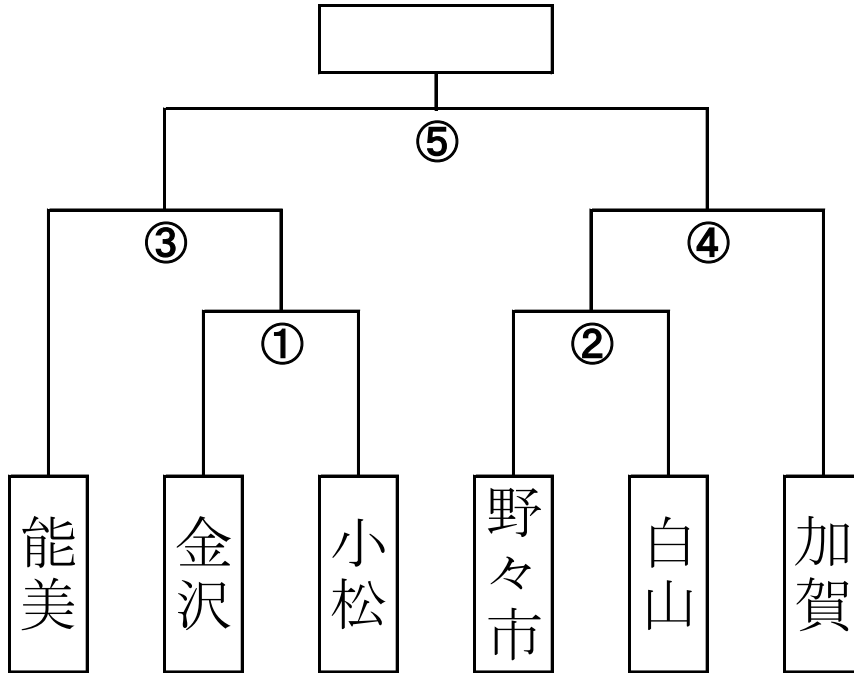 ⑤
③
④
①
②
能美
金沢
小松
野々市
白山
加賀